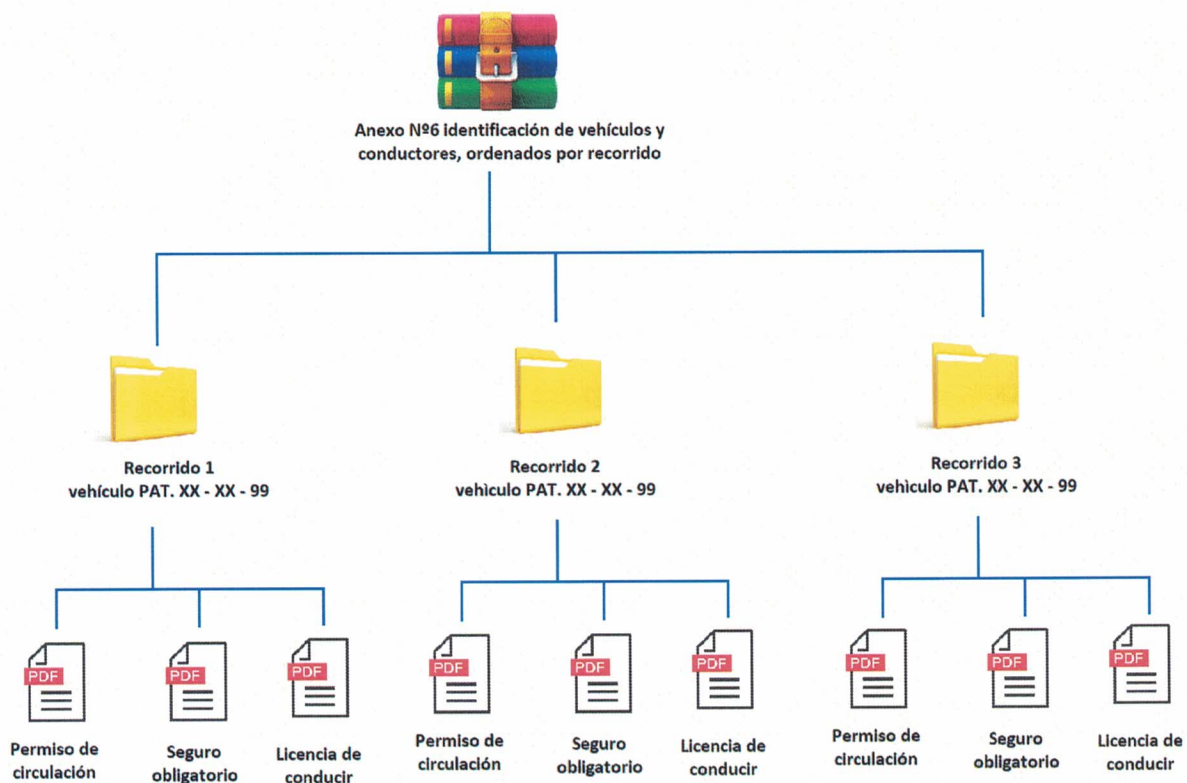 Anexo Nº6 identificación de vehículos y
conductores, ordenados por recorrido
Recorrido 1
vehículo PAT. XX - XX - 99
Recorrido 2
vehìculo PAT. XX - XX - 99
Recorrido 3
vehìculo PAT. XX - XX - 99
PDF
Permiso de
circulación
PDF
Seguro
obligatorio
PDF
Licencia de
conducir
PDF
Permiso de
circulación
PDF
Seguro
obligatorio
PDF
Licencia de
conducir
PDF
Permiso de
circulación
PDF
Seguro
obligatorio
PDF
Licencia de
conducir